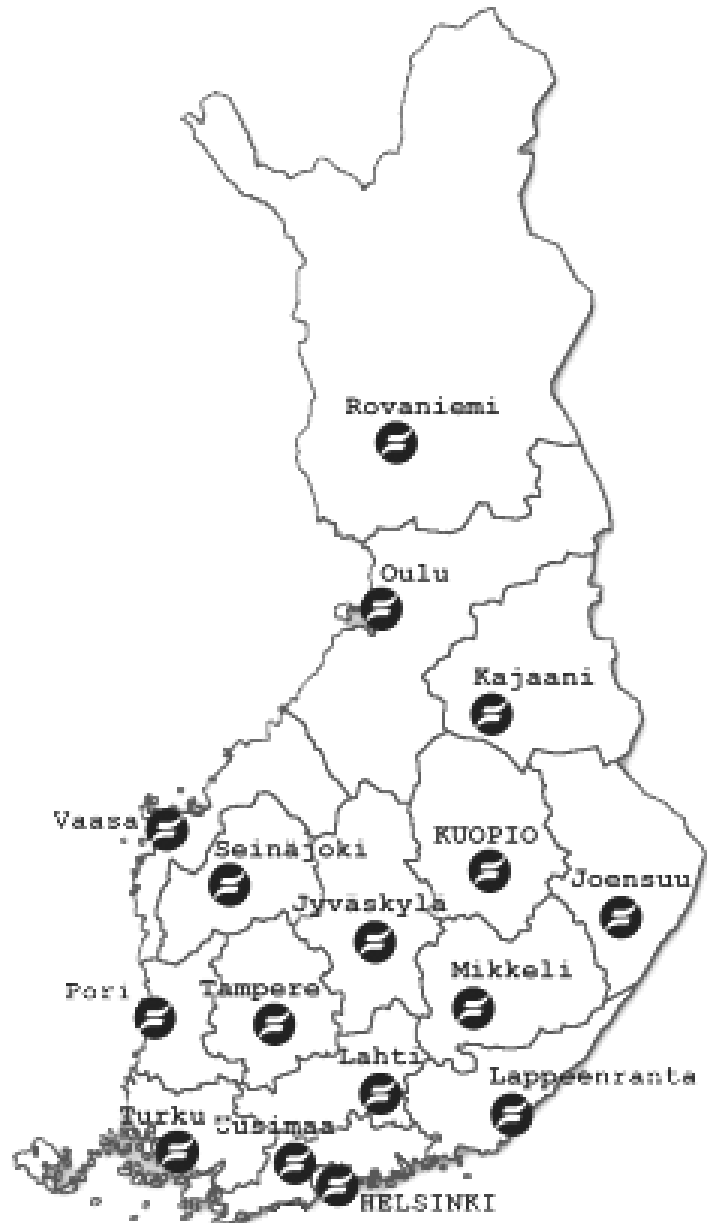 Rovaniemi
Oulu
Kajaani
Vaasa
KUOPIO
Seinäjoki
Joensuu
Jyväskylä
Mikkeli
Pori
Tampere
Lahti
Lappeenranta
Turku
Uusimaa
HELSINKI